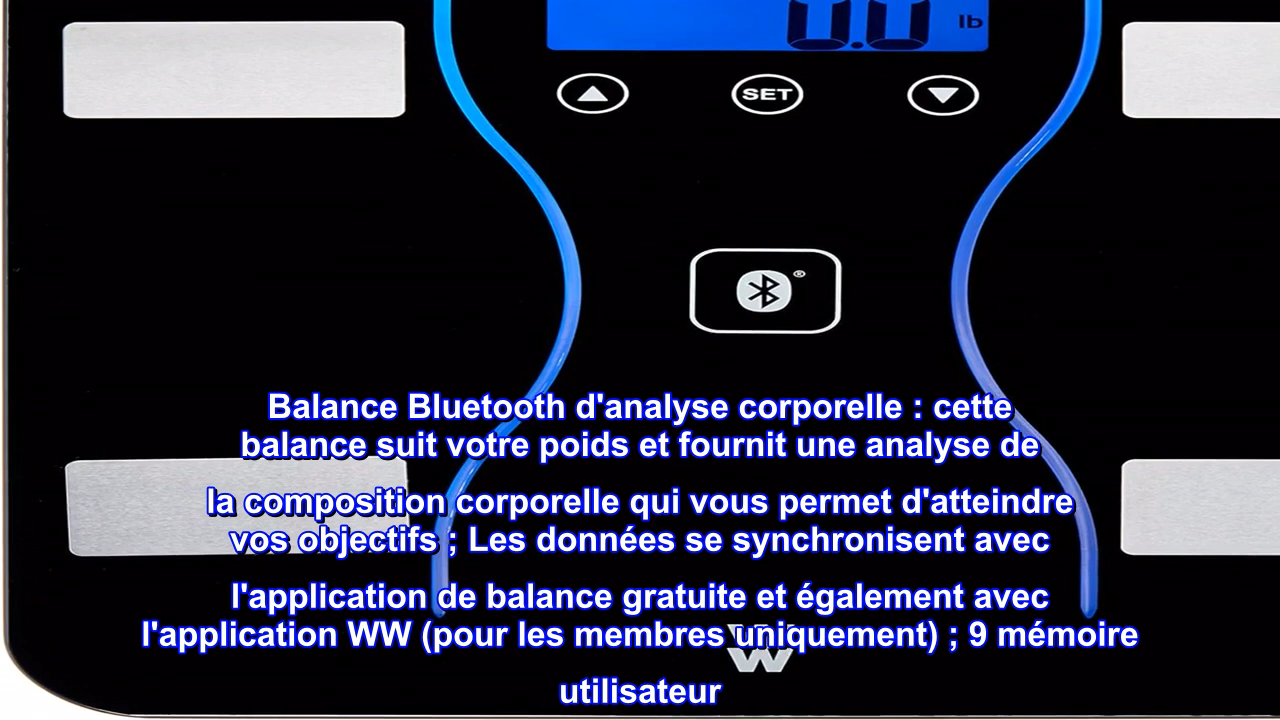 0.0 lb
SET
®
Balance Bluetooth d'analyse corporelle : cette
balance suit votre poids et fournit une analyse de
la composition corporelle qui vous permet d'atteindre
vos objectifs ; Les données se synchronisent avec
l'application de balance gratuite et également avec
l'application WW (pour les membres uniquement) ; 9 mémoire
utilisateur
W